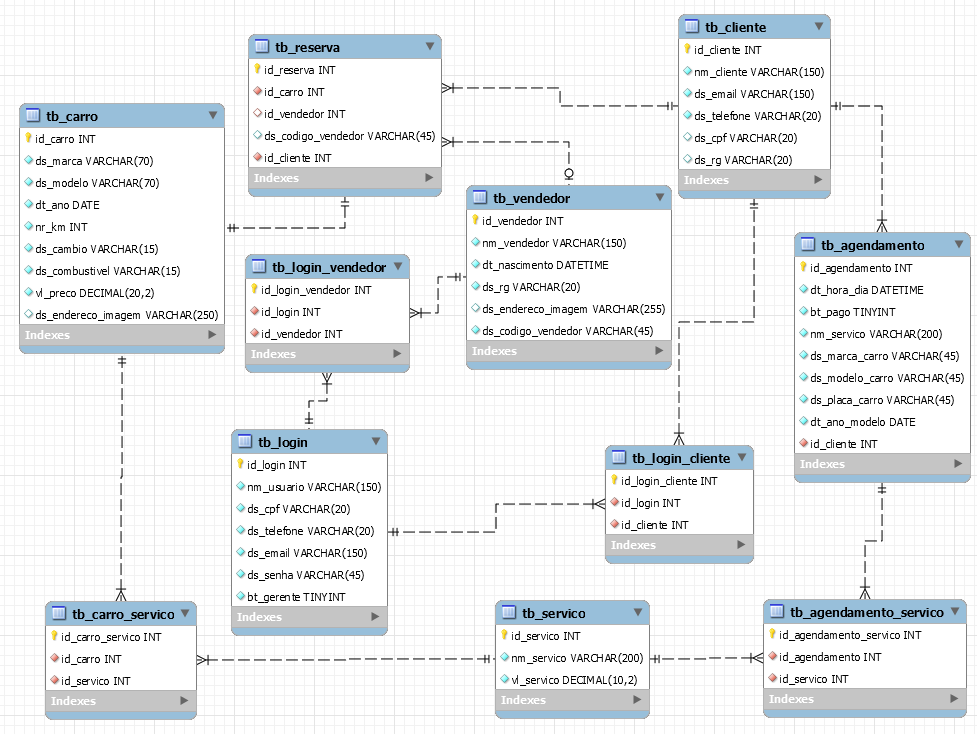 tb_reserva
id_reserva INT
id_carro INT
id_vendedor INT
ds_codigo_vendedor VARCHAR(45)
id_cliente INT
Indexes
tb_cliente
id_cliente INT
nm_cliente VARCHAR(150)
ds_email VARCHAR(150)
ds_telefone VARCHAR(20)
ds_cpf VARCHAR(20)
ds_rg VARCHAR(20)
Indexes
tb_carro
id_carro INT
ds_marca VARCHAR(70)
ds_modelo VARCHAR(70)
dt_ano DATE
nr_km INT
ds_cambio VARCHAR(15)
ds_combustivel VARCHAR(15)
vl_preco DECIMAL(20,2)
ds_endereco_imagem VARCHAR(250)
Indexes
tb_vendedor
id_vendedor INT
nm_vendedor VARCHAR(150)
dt_nascimento DATETIME
ds_rg VARCHAR(20)
ds_endereco_imagem VARCHAR(255)
ds_codigo_vendedor VARCHAR(45)
Indexes
tb_login_vendedor
id_login_vendedor INT
id_login INT
id_vendedor INT
Indexes
tb_agendamento
id_agendamento INT
dt_hora_dia DATETIME
bt_pago TINYINT
nm_servico VARCHAR(200)
ds_marca_carro VARCHAR(45)
ds_modelo_carro VARCHAR(45)
ds_placa_carro VARCHAR(45)
dt_ano_modelo DATE
id_cliente INT
Indexes
tb_login
id_login INT
nm_usuario VARCHAR(150)
ds_cpf VARCHAR(20)
ds_telefone VARCHAR(20)
ds_email VARCHAR(150)
ds_senha VARCHAR(45)
bt_gerente TINYINT
Indexes
tb_login_cliente
id_login_cliente INT
id_login INT
id_cliente INT
Indexes
tb_carro_servico
id_carro_servico INT
id_carro INT
id_servico INT
Indexes
tb_servico
id_servico INT
nm_servico VARCHAR(200)
vl_servico DECIMAL(10,2)
Indexes
tb_agendamento_servico
id_agendamento_servico INT
id_agendamento INT
id_servico INT
Indexes